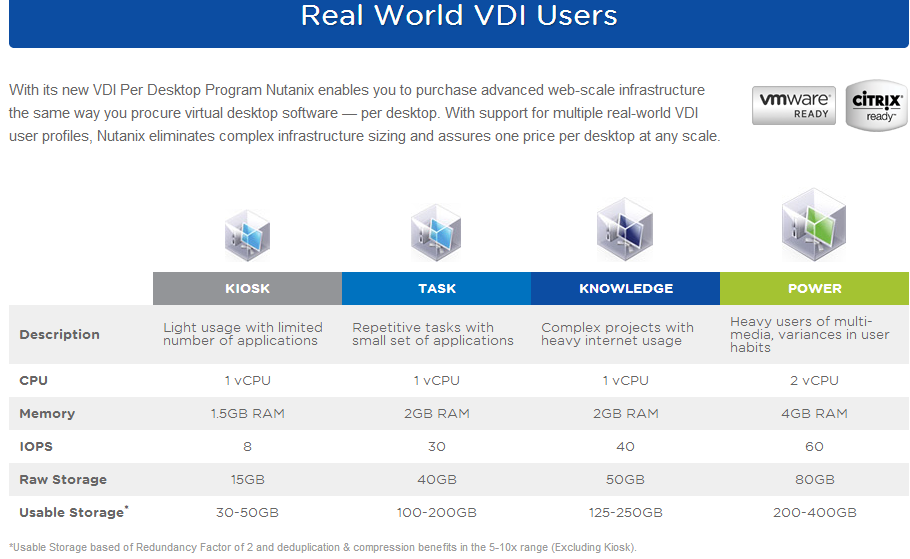 Real World VDI Users
With its new VDI Per Desktop Program Nutanix enables you to purchase advanced web-scale infrastructure
the same way you procure virtual desktop software — per desktop. With support for multiple real-world VDI
user profiles, Nutanix eliminates complex infrastructure sizing and assures one price per desktop at any scale.
vmware®
READY
CITRIX®
ready™
KIOSK TASK KNOWLEDGE POWER
Description
Light usage with limited
number of applications
Repetitive tasks with
small set of applications
Complex projects with
heavy internet usage
Heavy users of multi-
media, variances in user
habits
CPU 1 vCPU 1 vCPU 1 vCPU 2 vCPU
Memory 1.5GB RAM 2GB RAM 2GB RAM 4GB RAM
IOPS 8 30 40 60
Raw Storage 15GB 40GB 50GB 80GB
Usable Storage* 30-50GB 100-200GB 125-250GB 200-400GB
*Usable Storage based of Redundancy Factor of 2 and deduplication & compression benefits in the 5-10x range (Excluding Kiosk).